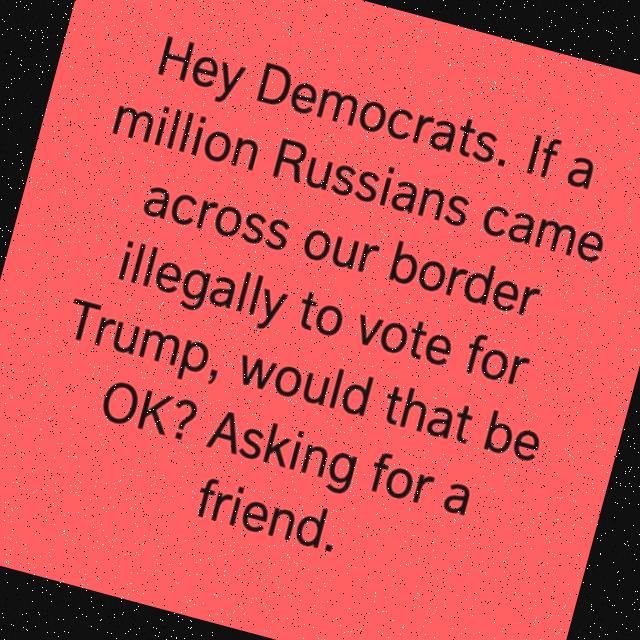 Hey Democrats. If a
million Russians came
across our border
illegally to vote for
Trump, would that be
OK? Asking for a
friend.